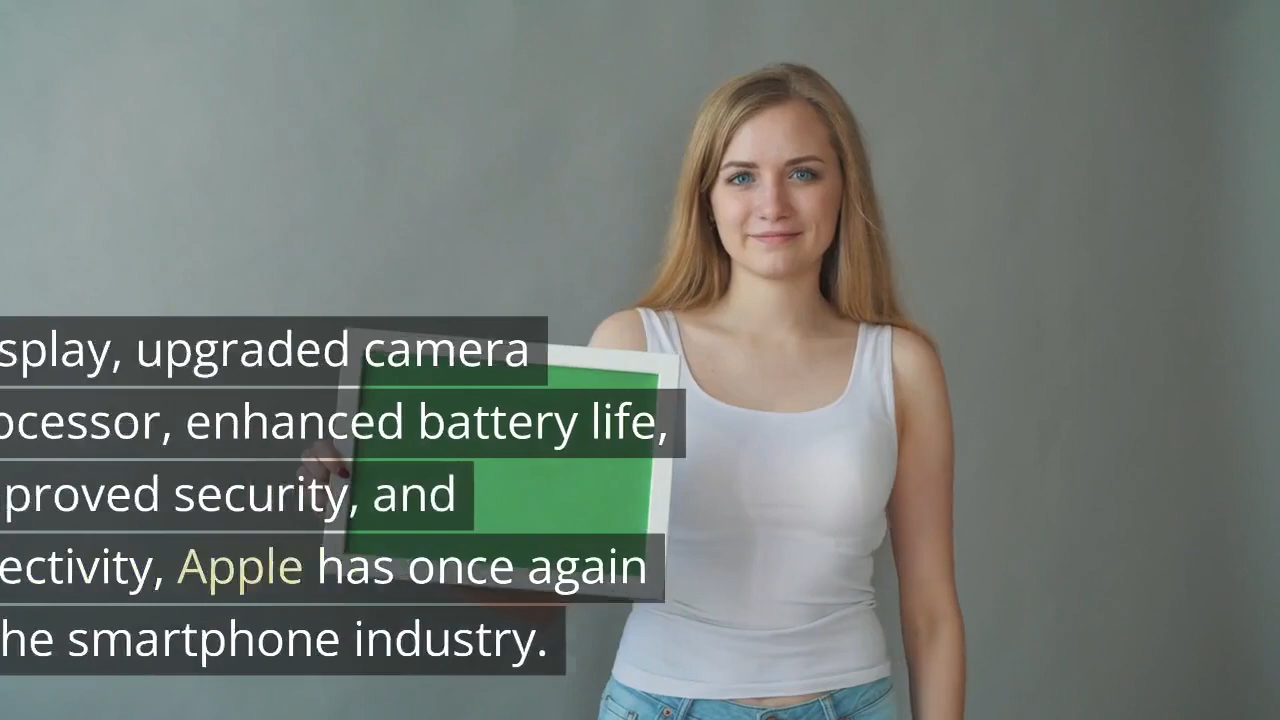 splay, upgraded camera
ocessor, enhanced battery life,
proved security, and
ectivity, Apple has once again
he smartphone industry.